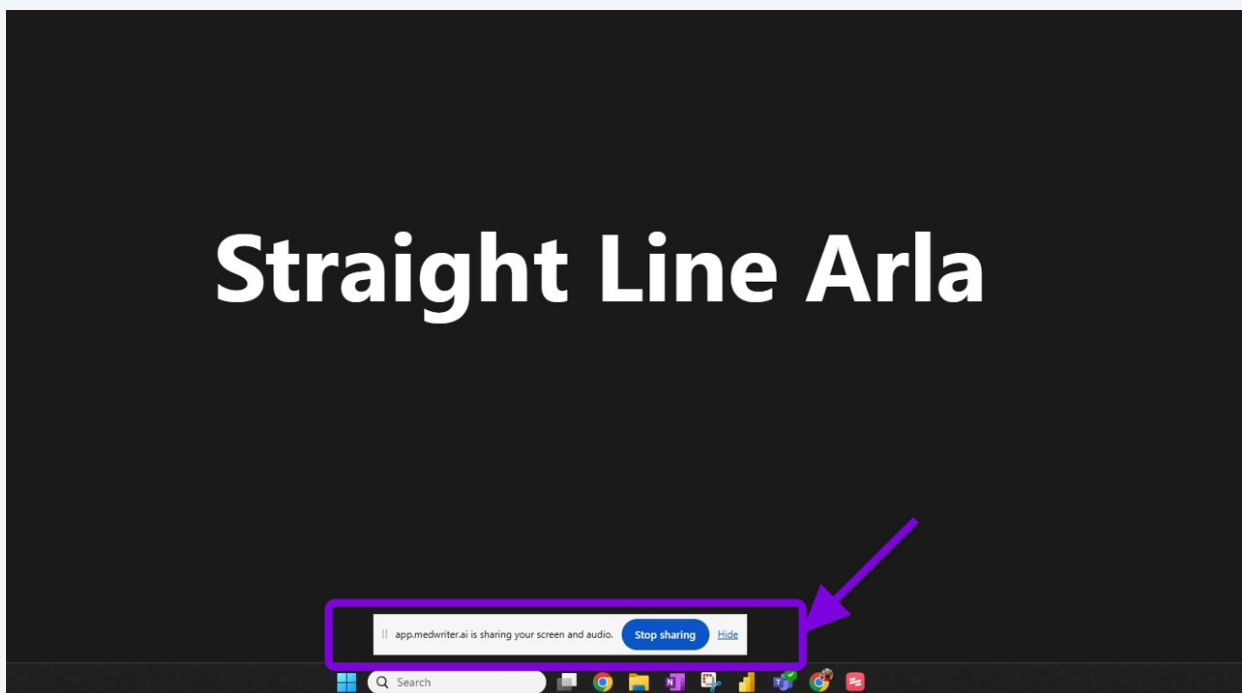 Straight Line Arla
app.medwriter.ai is sharing your screen and audio. Stop sharing Hide
Search